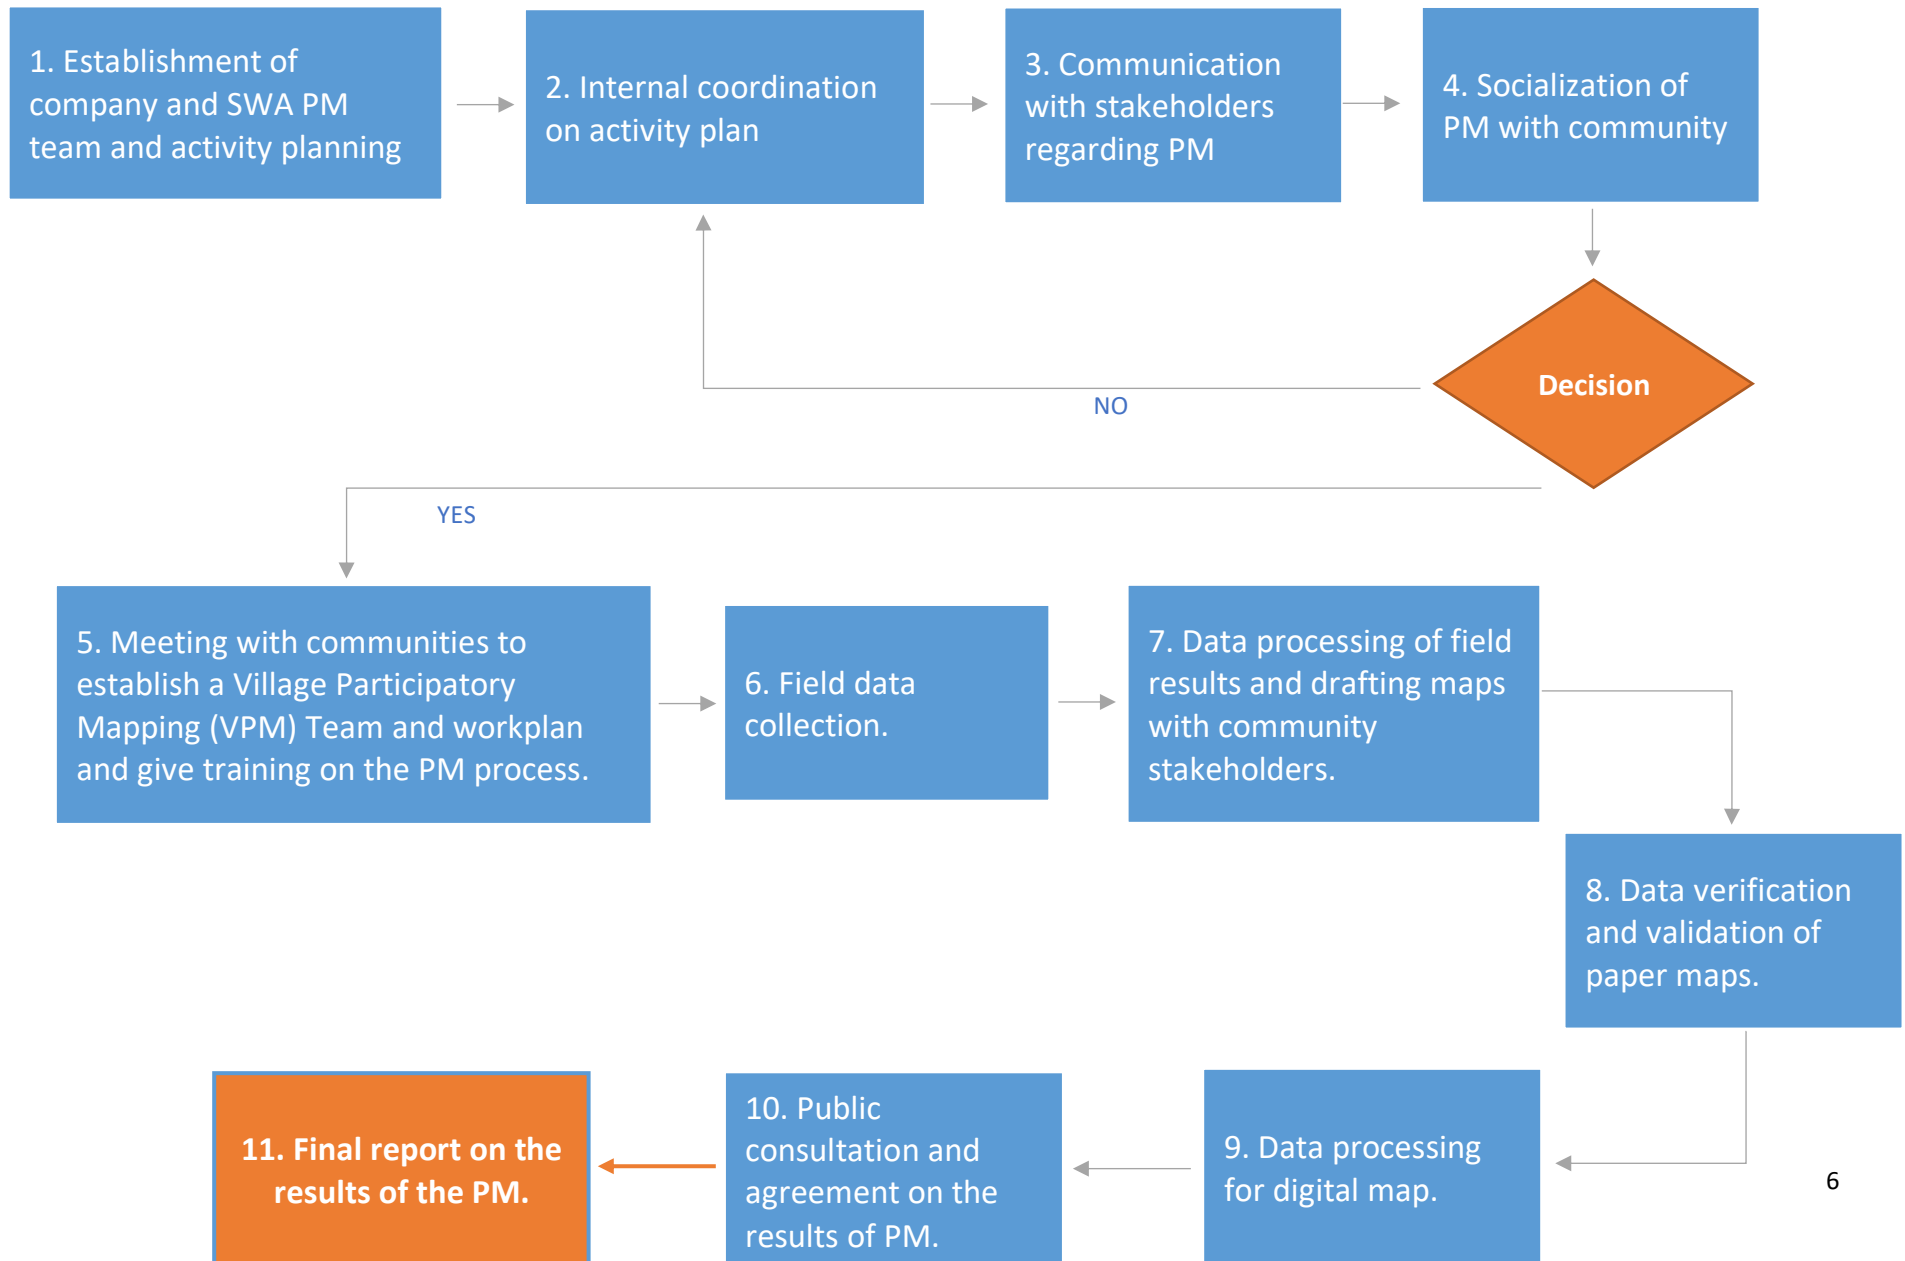 1. Establishment of
company and SWA PM
team and activity planning
2. Internal coordination
on activity plan
3. Communication
with stakeholders
regarding PM
4. Socialization of
PM with community
Decision
NO
YES
5. Meeting with communities to
establish a Village Participatory
Mapping (VPM) Team and workplan
and give training on the PM process.
6. Field data
collection.
7. Data processing of field
results and drafting maps
with community
stakeholders.
8. Data verification
and validation of
paper maps.
9. Data processing
for digital map.
10. Public
consultation and
agreement on the
results of PM.
11. Final report on the
results of the PM.
6